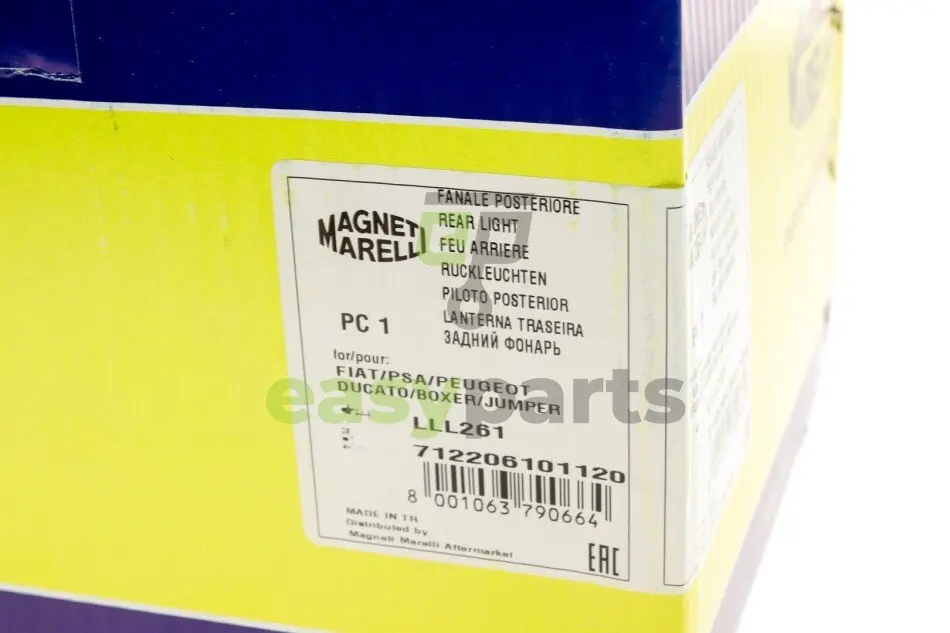 MAGNETI
MARELLI
FANALE POSTERIORE
REAR LIGHT
FEU ARRIERE
RUCKLEUCHTEN
PILOTO POSTERIOR
LANTERNA TRASEIRA
ЗАДНИЙ ФОНАРЬ
PC 1
for/pour:
FIAT/PSA/PEUGEOT
DUCATO/BOXER/JUMPER
easyparts
LLL261
712206101120
8 001063 790664
MADE IN TR
Distributed by
Magneti Marelli Aftermarket
EAC